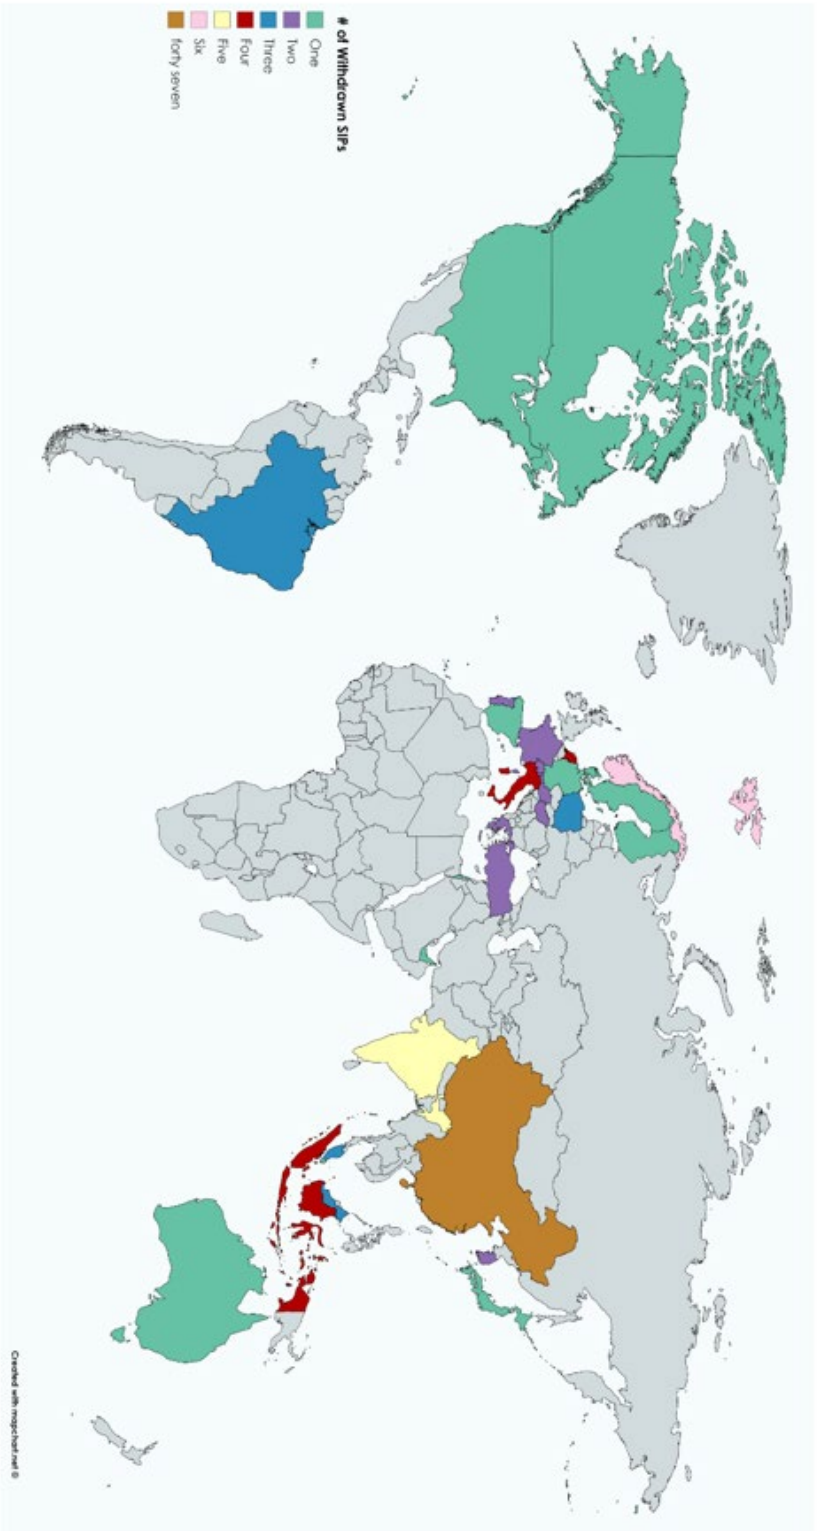 # of Withdrawn SIPs
One
Two
Three
Four
Five
Six
forty seven
Created with mapchart.net ©